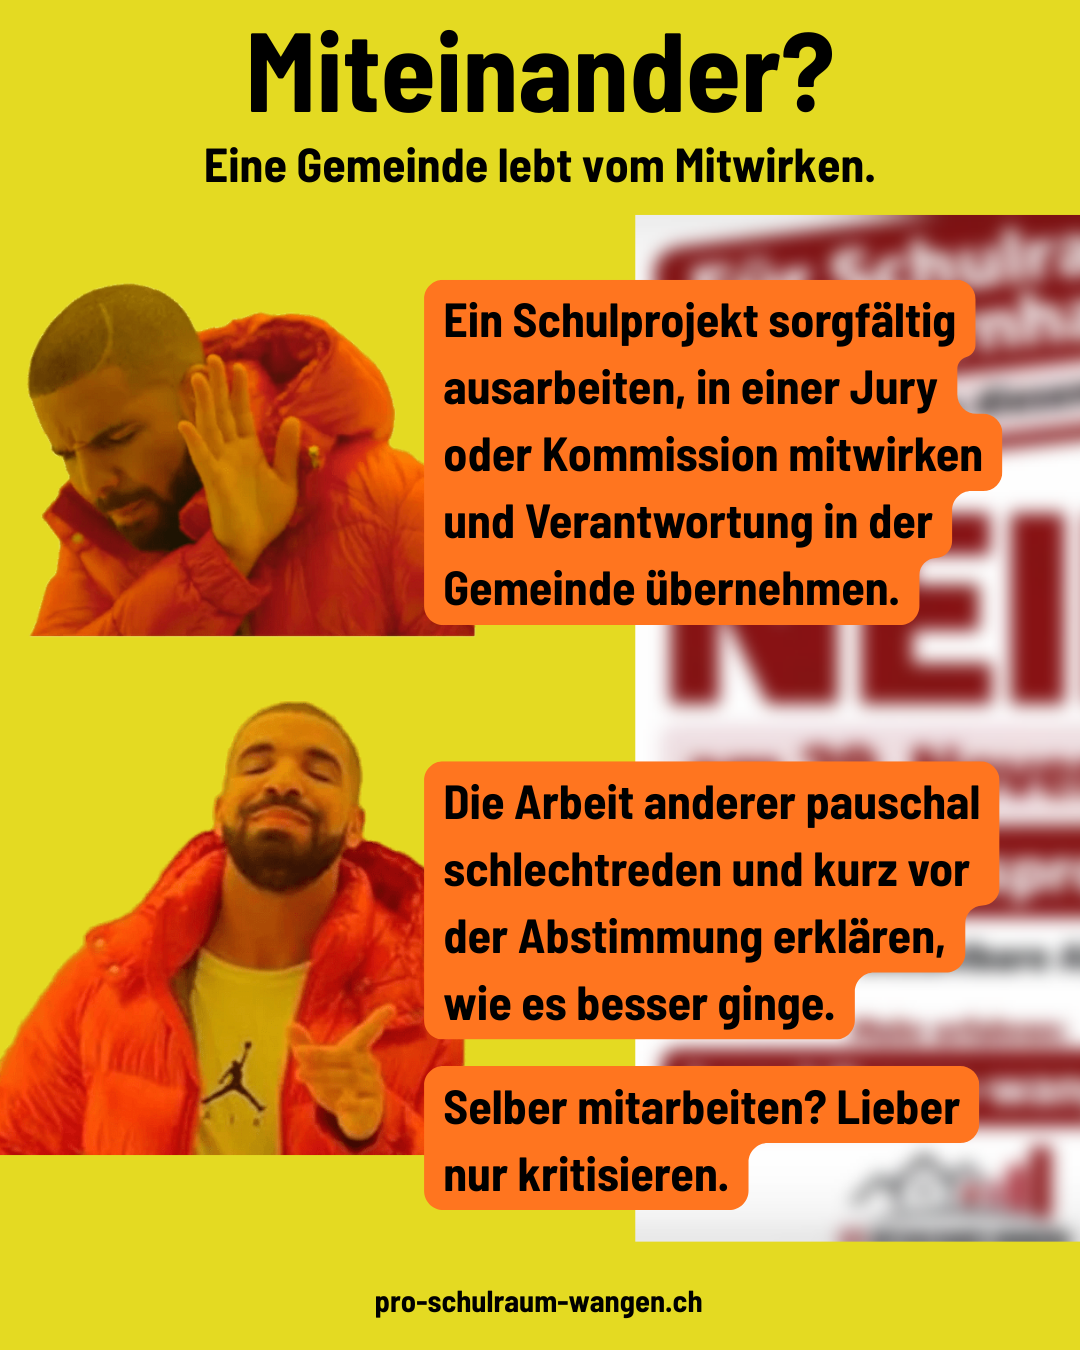 Miteinander?
Eine Gemeinde lebt vom Mitwirken.
Ein Schulprojekt sorgfältig
ausarbeiten, in einer Jury
oder Kommission mitwirken
und Verantwortung in der
Gemeinde übernehmen.
NEI
Die Arbeit anderer pauschal
schlechtreden und kurz vor
der Abstimmung erklären,
wie es besser ginge.
Selber mitarbeiten? Lieber
nur kritisieren.
pro-schulraum-wangen.ch